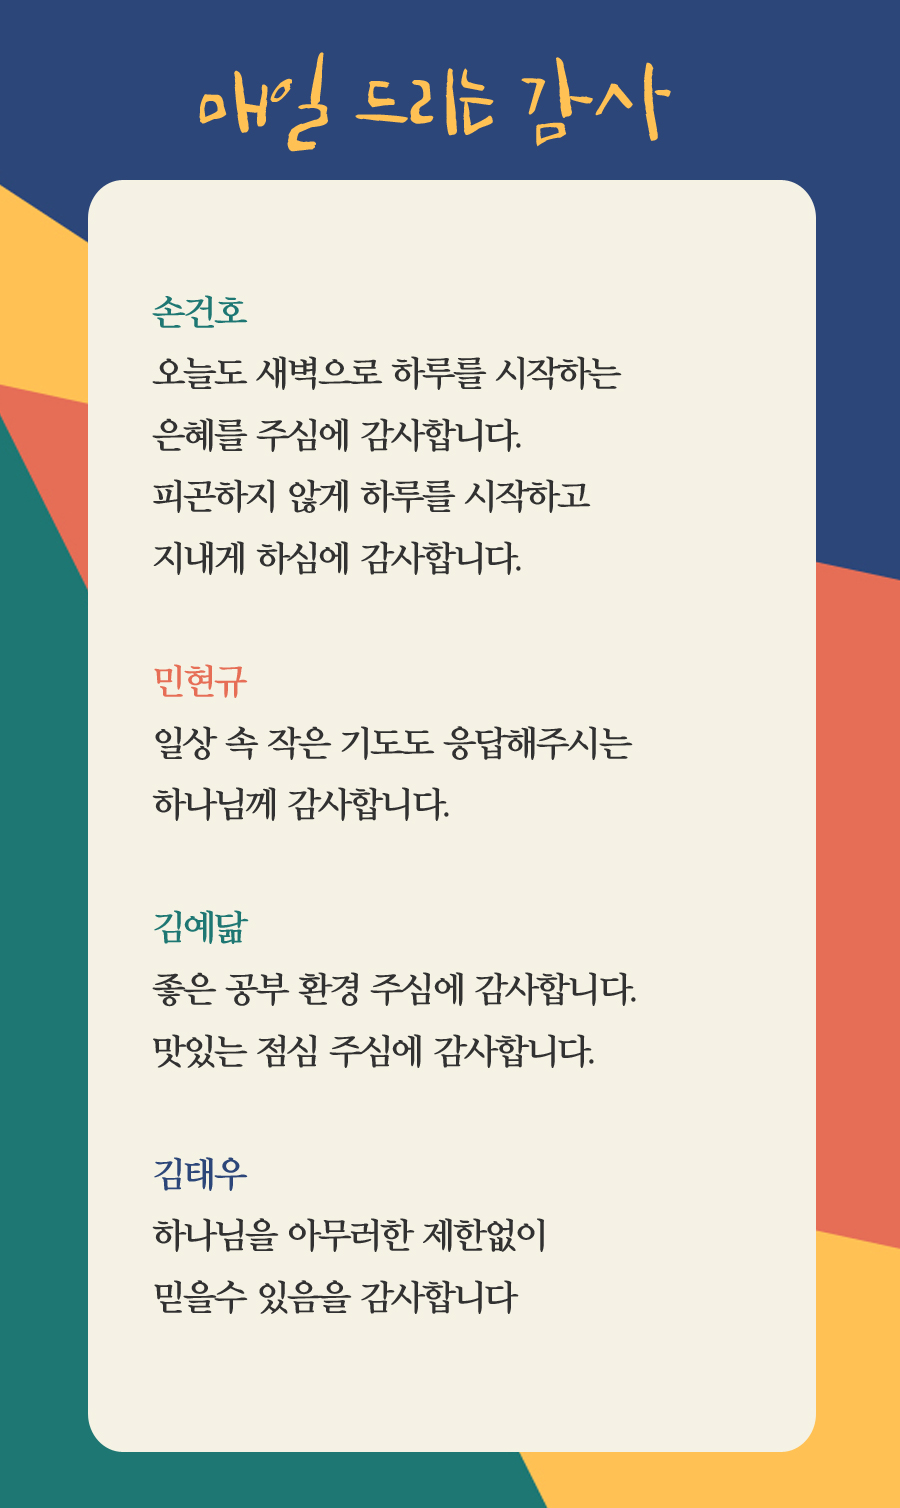 매일 드리는 감사
손건호
오늘도 새벽으로 하루를 시작하는
은혜를 주심에 감사합니다.
피곤하지 않게 하루를 시작하고
지내게 하심에 감사합니다.
민현규
일상 속 작은 기도도 응답해주시는
하나님께 감사합니다.
김예닮
좋은 공부 환경 주심에 감사합니다.
맛있는 점심 주심에 감사합니다.
김태우
하나님을 아무러한 제한없이
믿을수 있음을 감사합니다